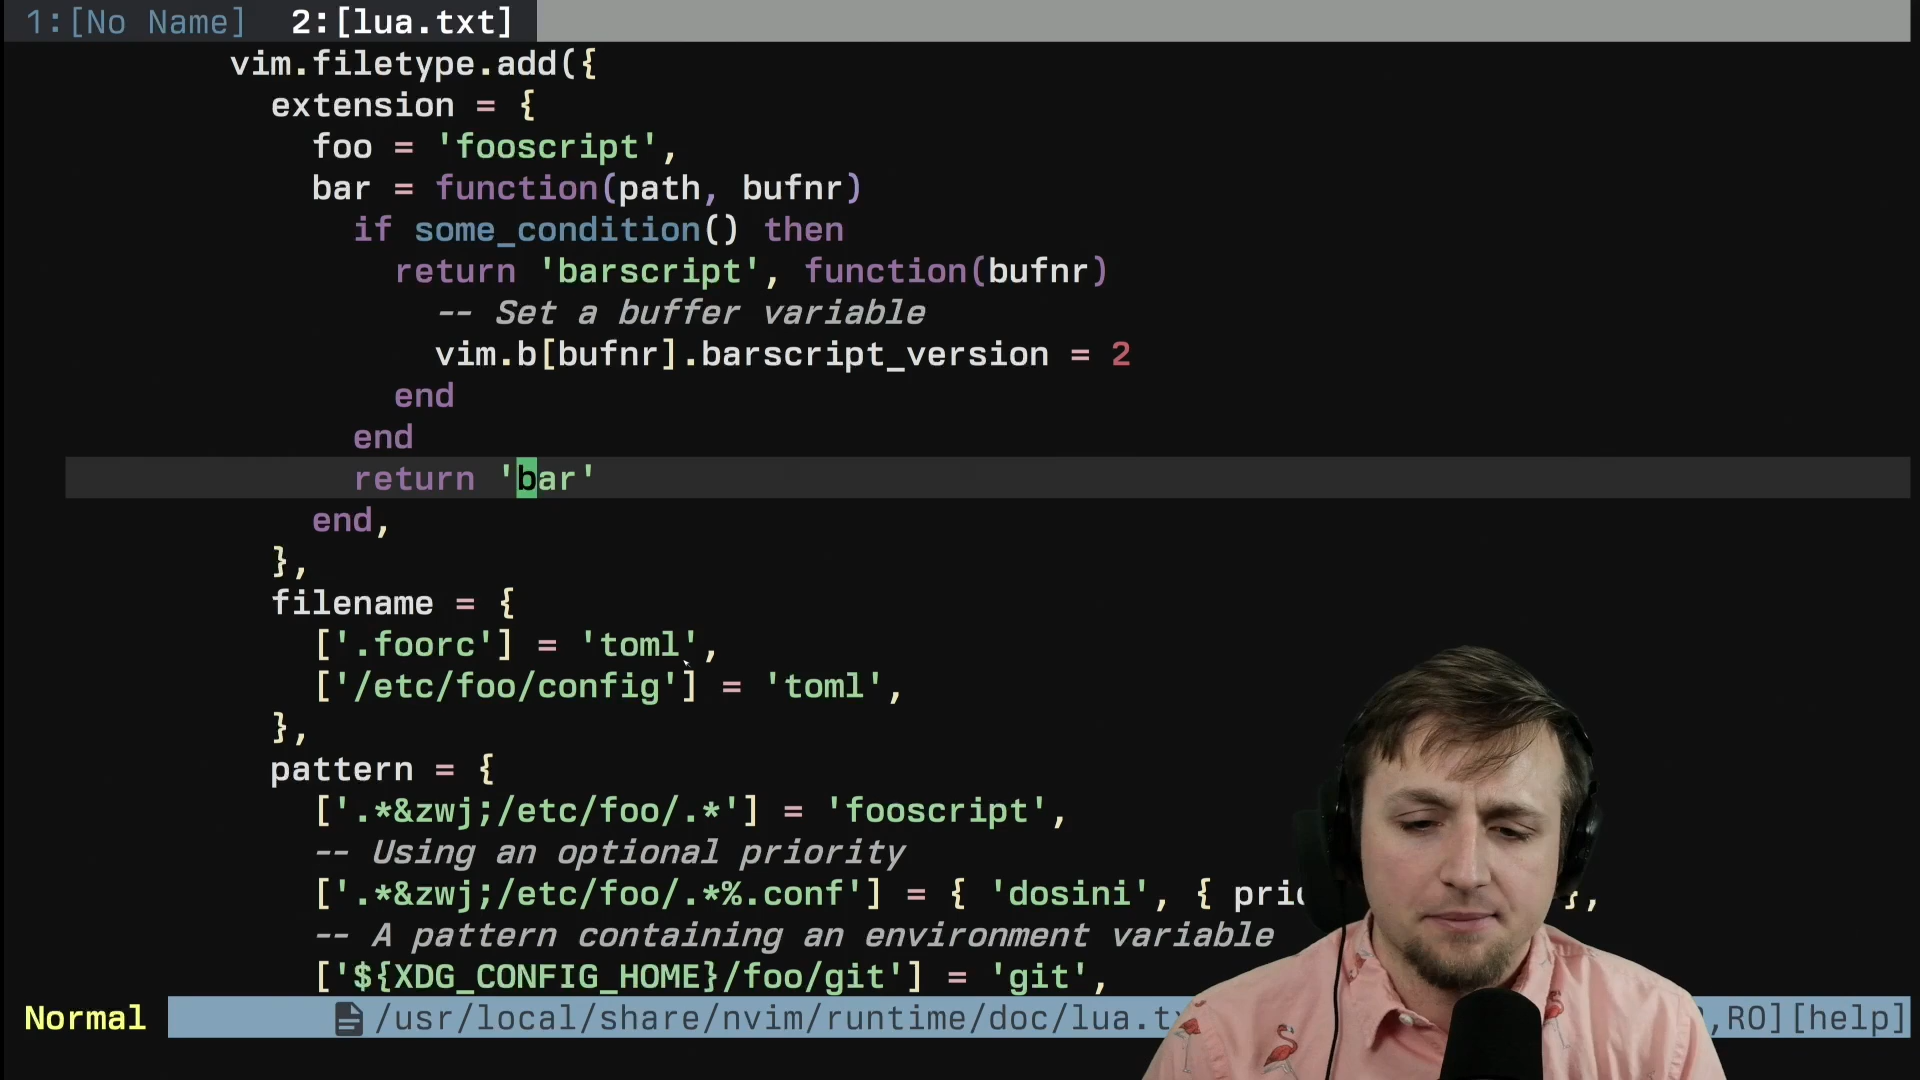 1:[No Name]  2:[lua.txt]
vim.filetype.add({
  extension = {
    foo = 'fooscript',
    bar = function(path, bufnr)
      if some_condition() then
        return 'barscript', function(bufnr)
          -- Set a buffer variable
          vim.b[bufnr].barscript_version = 2
        end
      end
      return 'bar'
    end,
  },
  filename = {
    ['.foorc'] = 'toml',
    ['/etc/foo/config'] = 'toml',
  },
  pattern = {
    ['.*&zwj;/etc/foo/.*'] = 'fooscript',
    -- Using an optional priority
    ['.*&zwj;/etc/foo/.*%.conf'] = { 'dosini', { },
    -- A pattern containing an environment variable
    ['${XDG_CONFIG_HOME}/foo/git'] = 'git',
Normal /usr/local/share/nvim/runtime/doc/lua.t ,RO][help]